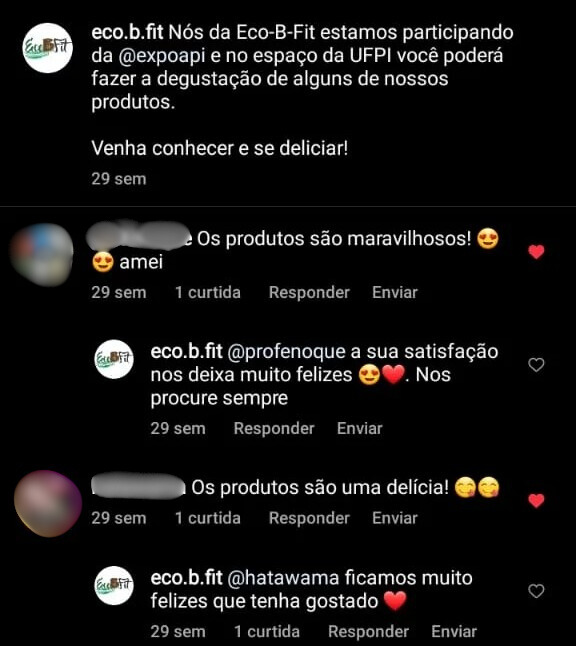 eco.b.fit Nós da Eco-B-Fit estamos participando
da @expoapi e no espaço da UFPI você poderá
fazer a degustação de alguns de nossos
produtos.
Venha conhecer e se deliciar!
29 sem
Os produtos são maravilhosos! 😍
😍 amei
29 sem 1 curtida Responder Enviar
eco.b.fit @profenoque a sua satisfação
nos deixa muito felizes 😍❤️. Nos
procure sempre
29 sem Responder Enviar
Os produtos são uma delícia! 😋😋
29 sem 1 curtida Responder Enviar
eco.b.fit @hatawama ficamos muito
felizes que tenha gostado ❤️
29 sem 1 curtida Responder Enviar